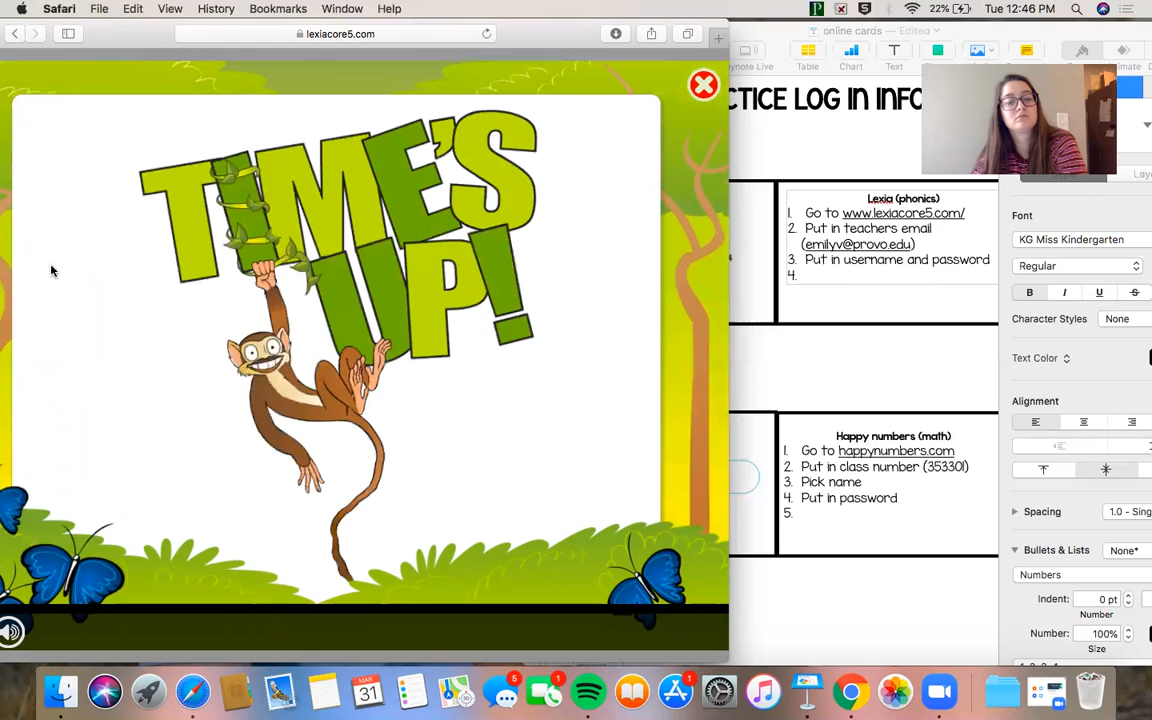 Safari File Edit View History Bookmarks Window Help
P S 22% Tue 12:46 PM
lexiacore5.com
online cards — Edited
Keynote Live Table Chart Text
TIME'S
UP!
CTICE LOG IN INFO
Lexia (phonics)
1. Go to www.lexiacore5.com/
2. Put in teachers email
(emilyv@provo.edu)
3. Put in username and password
4.
Happy numbers (math)
1. Go to happynumbers.com
2. Put in class number (353301)
3. Pick name
4. Put in password
5.
Font
KG Miss Kindergarten
Regular
B I U S
Character Styles None
Text Color
Alignment
Spacing 1.0 - Sing
Bullets & Lists None*
Numbers
Indent: 0 pt
Number
Number: 100%
Size
MAR
31
5
1
1